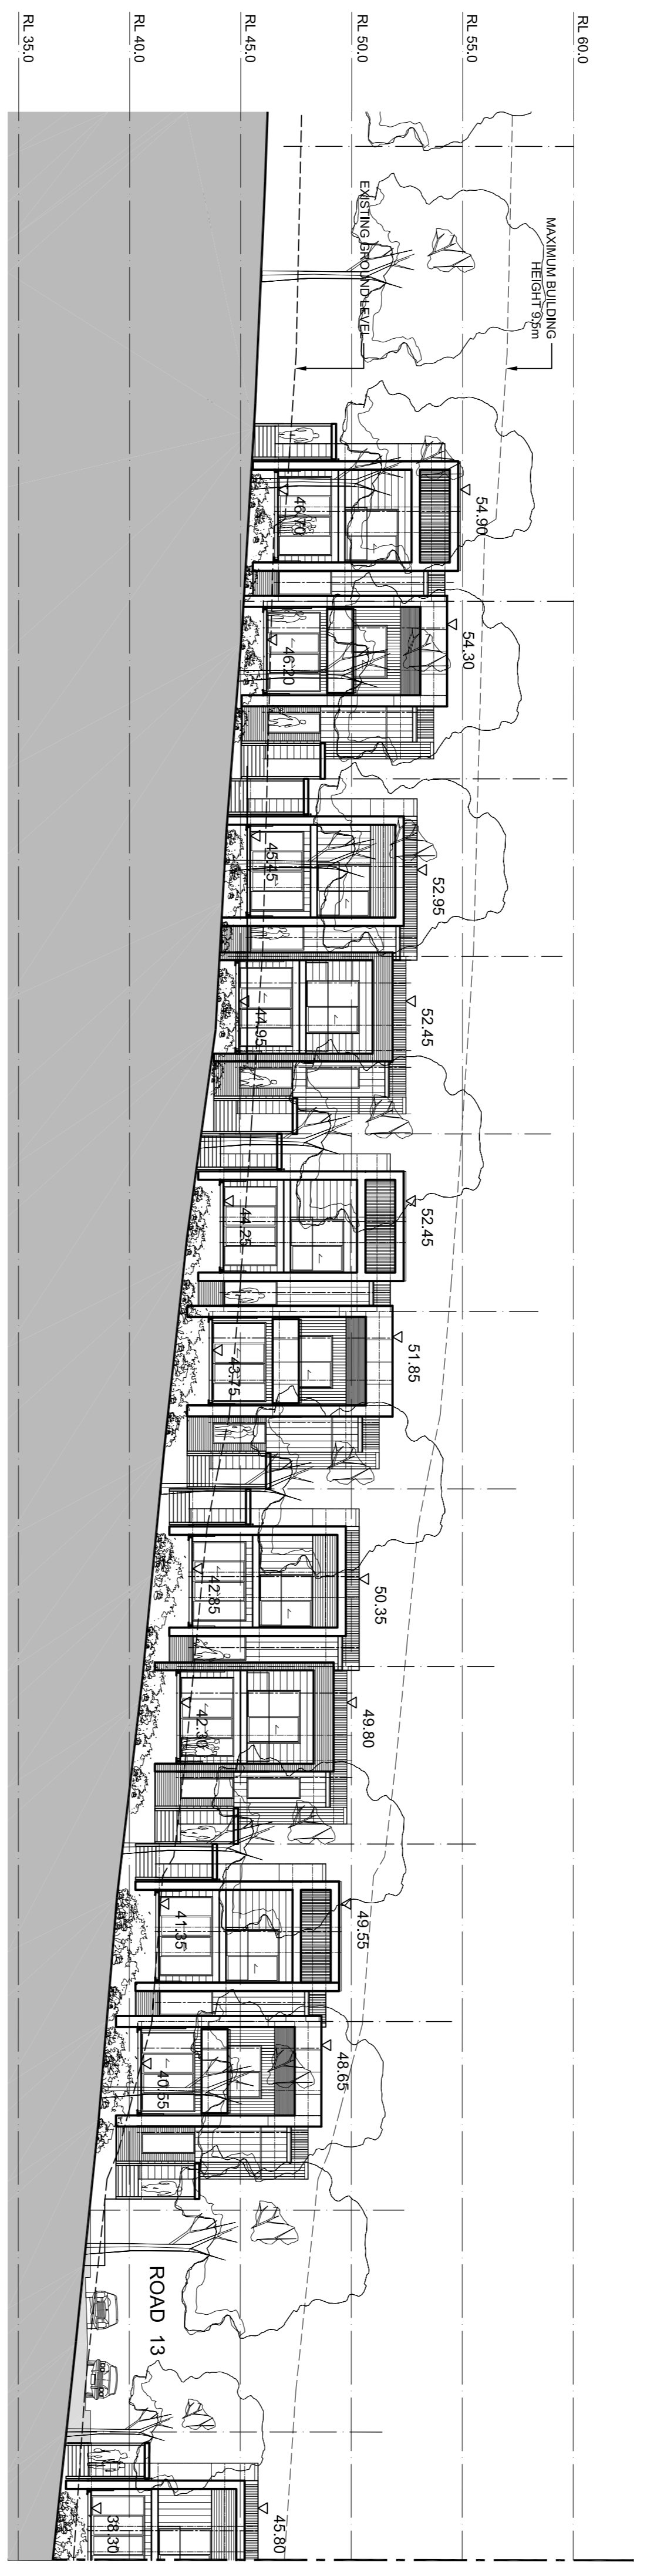 RL 60.0
RL 55.0
RL 50.0
RL 45.0
RL 40.0
RL 35.0
MAXIMUM BUILDING
HEIGHT 9.5m
EXISTING GROUND LEVEL
54.90
46.70
54.30
46.20
52.95
45.45
52.45
44.95
52.45
44.25
51.85
43.75
50.35
42.85
49.80
42.30
49.55
41.35
48.65
40.55
ROAD 13
45.80
38.30